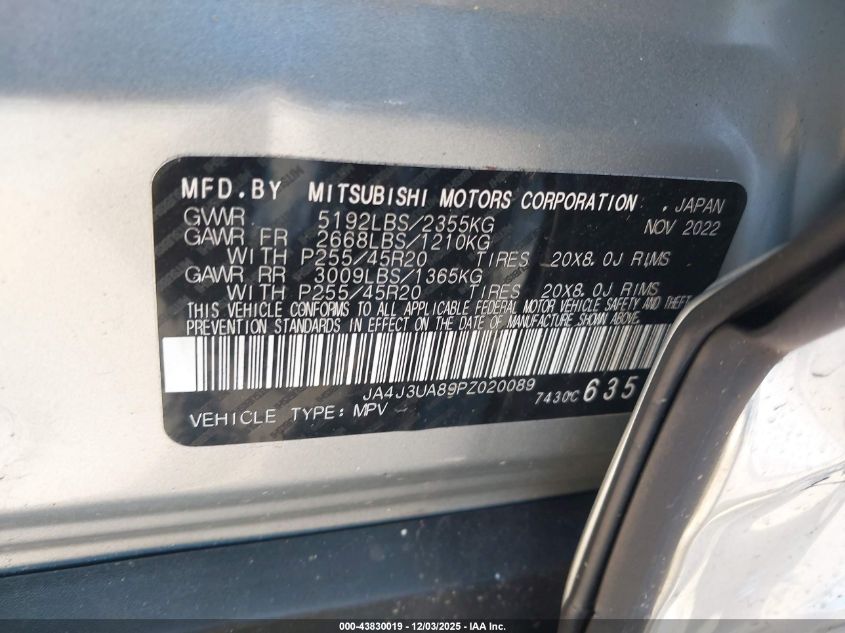 MFD.BY MITSUBISHI MOTORS CORPORATION . JAPAN
GVWR 5192LBS/2355KG NOV 2022
GAWR FR 2668LBS/1210KG
WITH P255/45R20 TIRES 20X8.0J RIMS
GAWR RR 3009LBS/1365KG
WITH P255/45R20 TIRES 20X8.0J RIMS
THIS VEHICLE CONFORMS TO ALL APPLICABLE FEDERAL MOTOR VEHICLE SAFETY AND THEFT
PREVENTION STANDARDS IN EFFECT ON THE DATE OF MANUFACTURE SHOWN ABOVE.
JA4J3UA89PZ020089
7430C 635
VEHICLE TYPE:MPV
000-43830019 - 12/03/2025 - IAA Inc.